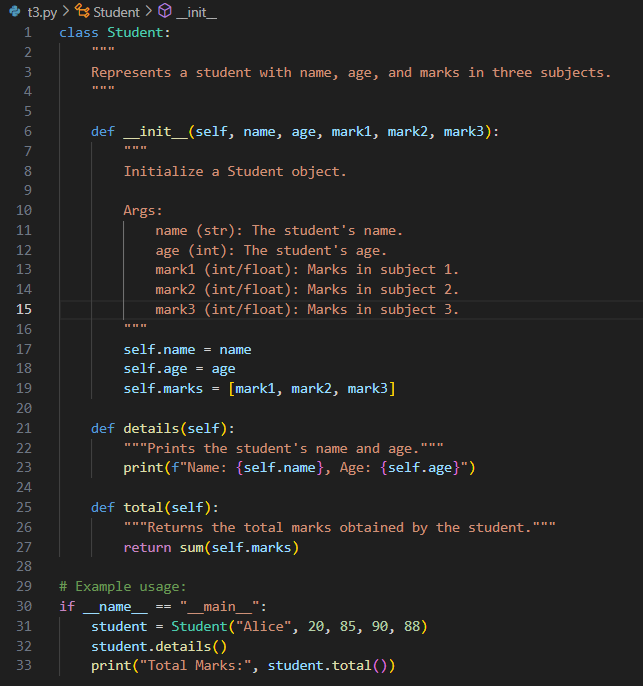 t3.py > Student > __init__
1 class Student:
2     """
3     Represents a student with name, age, and marks in three subjects.
4     """
5
6     def __init__(self, name, age, mark1, mark2, mark3):
7         """
8         Initialize a Student object.
9
10         Args:
11             name (str): The student's name.
12             age (int): The student's age.
13             mark1 (int/float): Marks in subject 1.
14             mark2 (int/float): Marks in subject 2.
15             mark3 (int/float): Marks in subject 3.
16         """
17         self.name = name
18         self.age = age
19         self.marks = [mark1, mark2, mark3]
20
21     def details(self):
22         """Prints the student's name and age."""
23         print(f"Name: {self.name}, Age: {self.age}")
24
25     def total(self):
26         """Returns the total marks obtained by the student."""
27         return sum(self.marks)
28
29 # Example usage:
30 if __name__ == "__main__":
31     student = Student("Alice", 20, 85, 90, 88)
32     student.details()
33     print("Total Marks:", student.total())